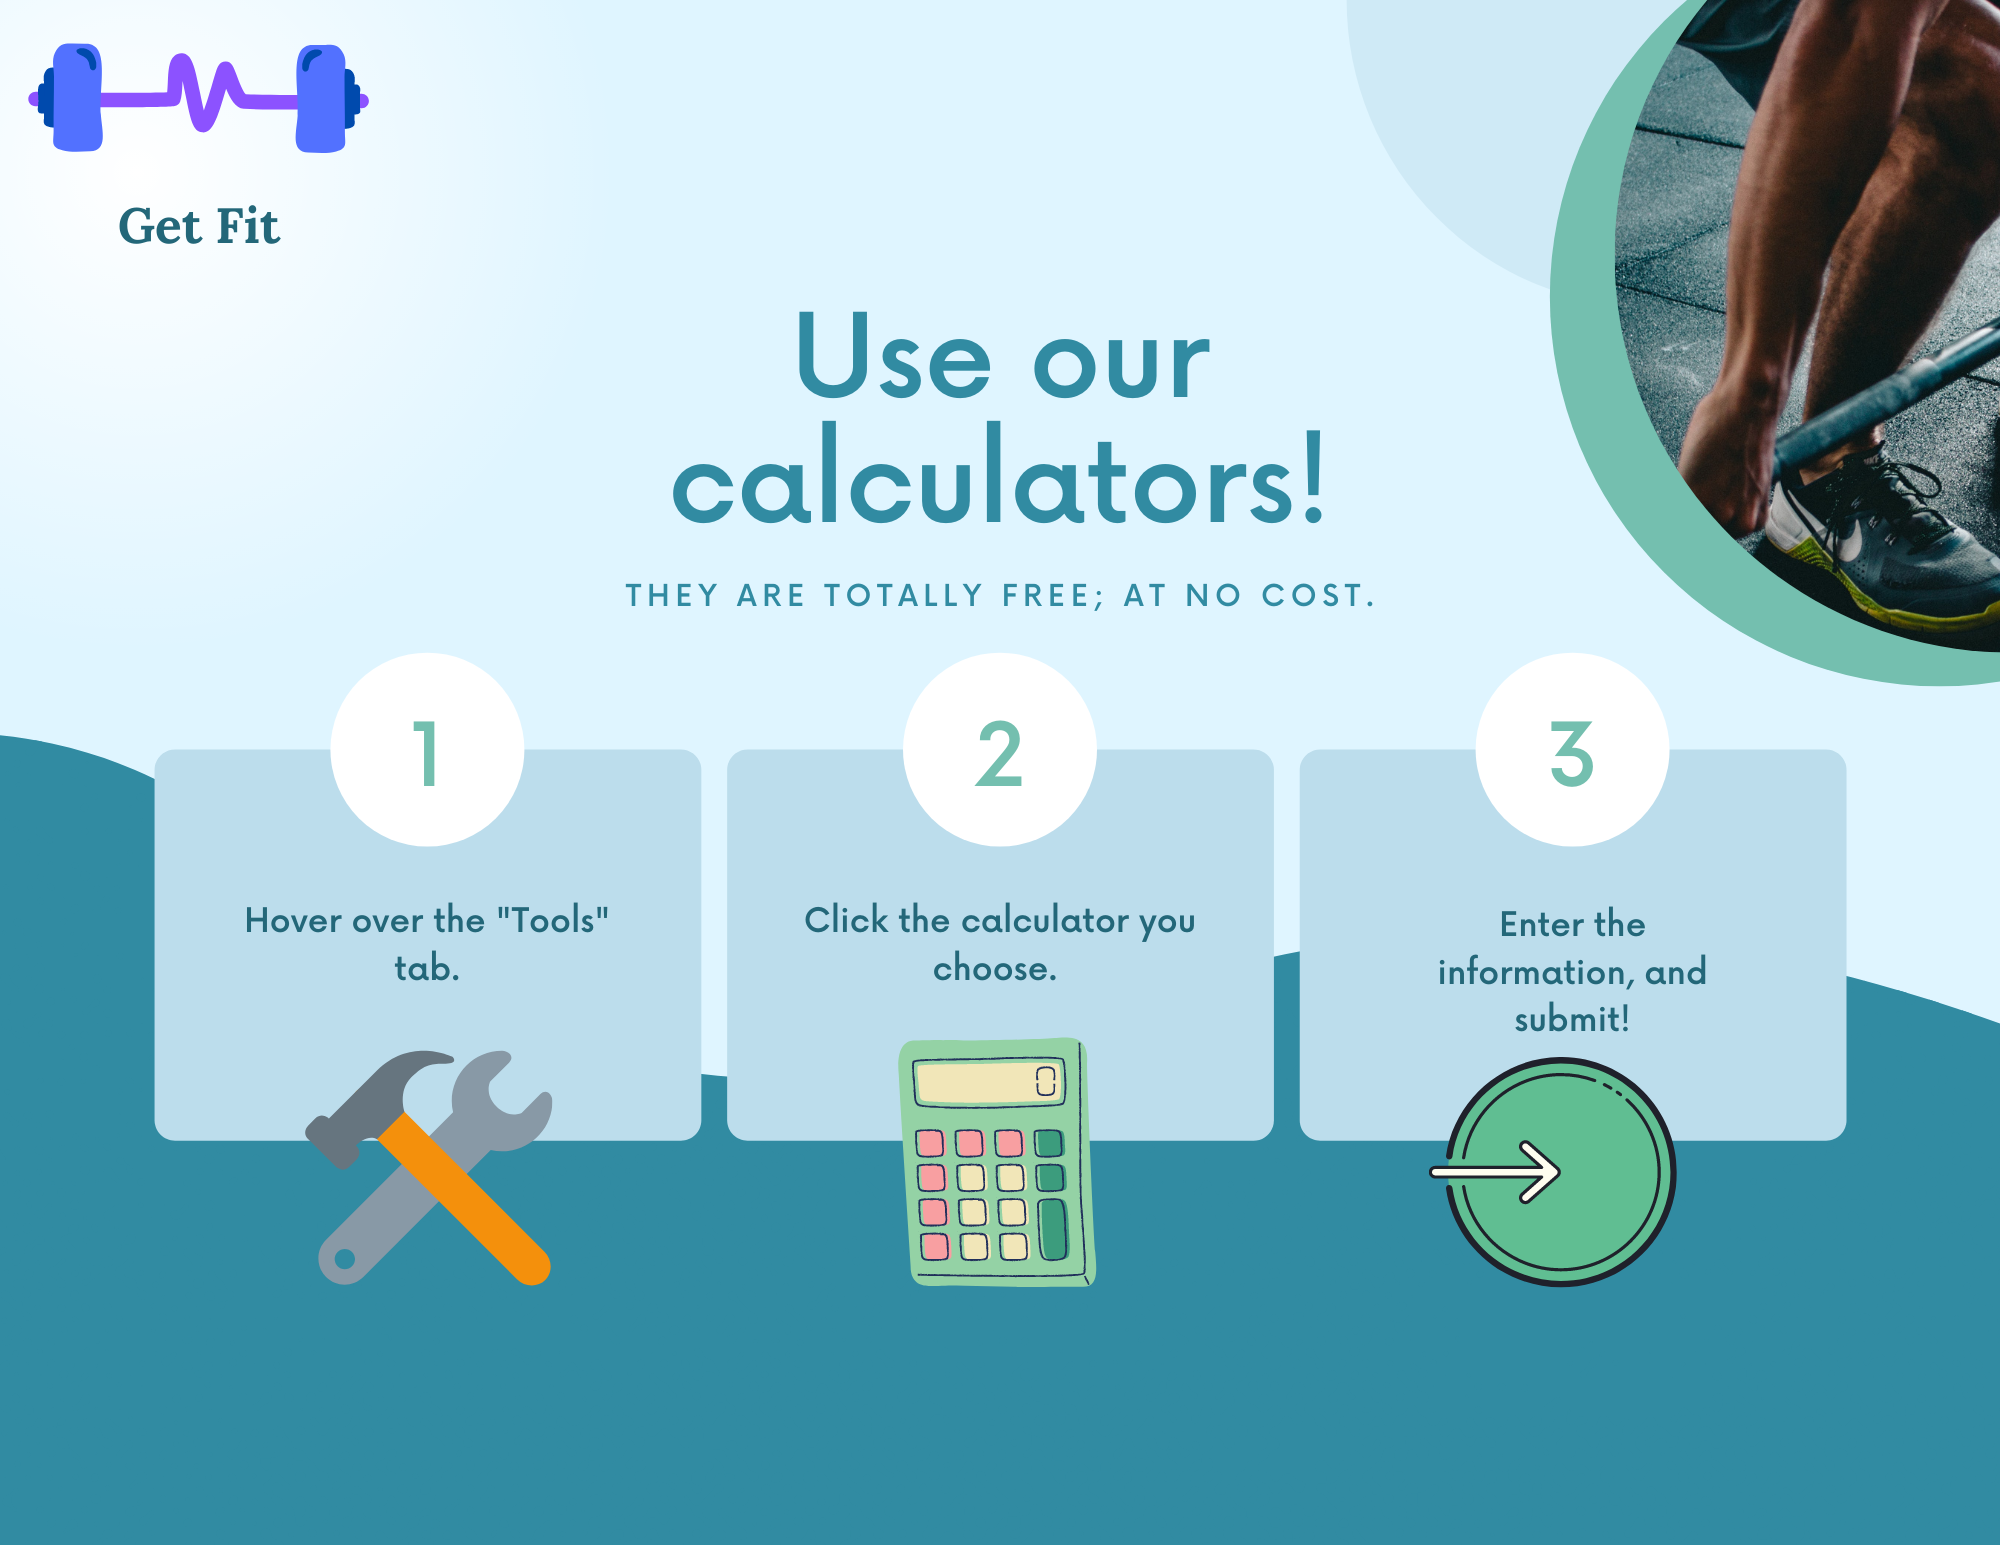 Get Fit
Use our
calculators!
THEY ARE TOTALLY FREE; AT NO COST.
1
Hover over the "Tools"
tab.
2
Click the calculator you
choose.
0
3
Enter the
information, and
submit!